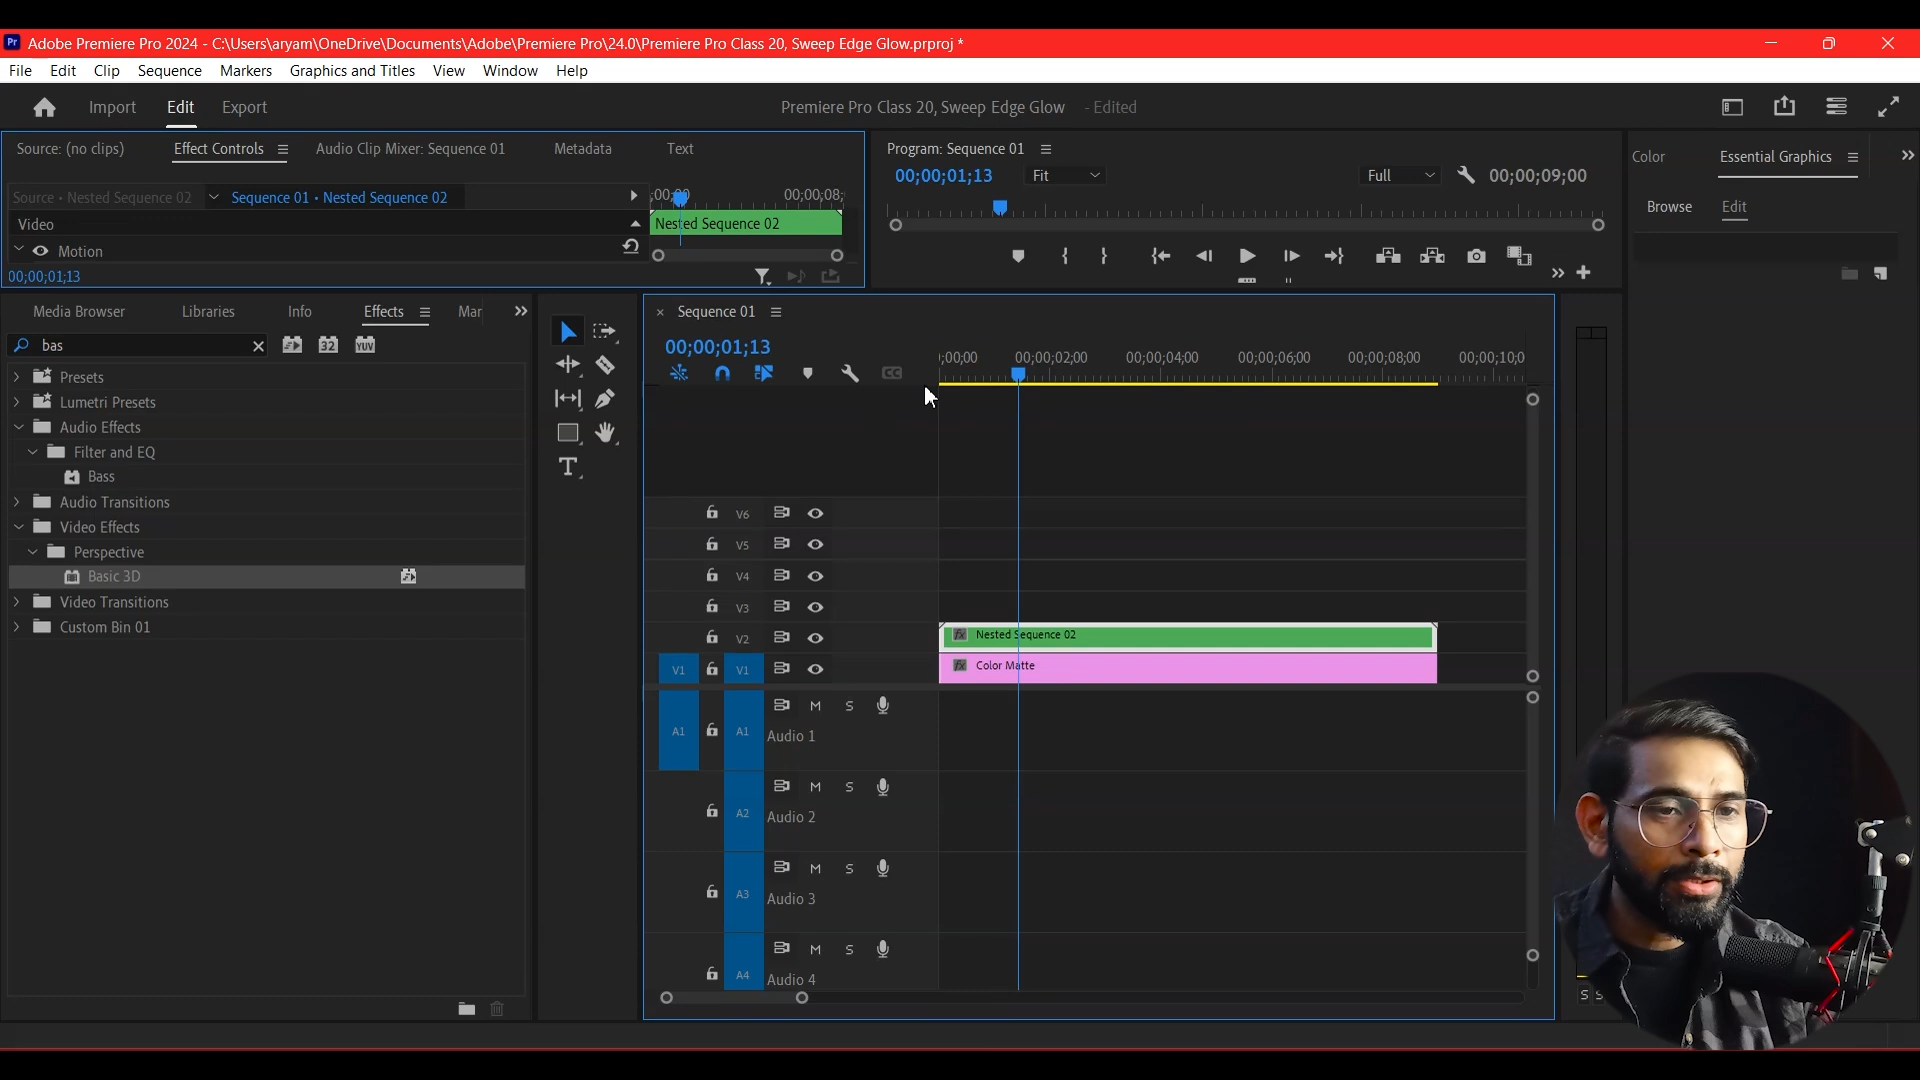 Pr Adobe Premiere Pro 2024 - C:\Users\aryam\OneDrive\Documents\Adobe\Premiere Pro\24.0\Premiere Pro Class 20, Sweep Edge Glow.prproj *
File Edit Clip Sequence Markers Graphics and Titles View Window Help
Import Edit Export Premiere Pro Class 20, Sweep Edge Glow - Edited
Source: (no clips) Effect Controls Audio Clip Mixer: Sequence 01 Metadata Text
Source • Nested Sequence 02 Sequence 01 • Nested Sequence 02 ;00;00 00;00;08;
Video Nested Sequence 02
Motion
00;00;01;13
Program: Sequence 01
00;00;01;13 Fit Full 00;00;09;00
Color Essential Graphics
Browse Edit
Media Browser Libraries Info Effects Mar
bas 32 YUV
Presets
Lumetri Presets
Audio Effects
Filter and EQ
Bass
Audio Transitions
Video Effects
Perspective
Basic 3D
Video Transitions
Custom Bin 01
T
× Sequence 01
00;00;01;13
;00;00 00;00;02;00 00;00;04;00 00;00;06;00 00;00;08;00 00;00;10;0
CC
V6
V5
V4
V3
V2 fx Nested Sequence 02
V1 V1 fx Color Matte
A1 A1 M S
Audio 1
A2 M S
Audio 2
A3 M S
Audio 3
A4 M S
Audio 4
S S